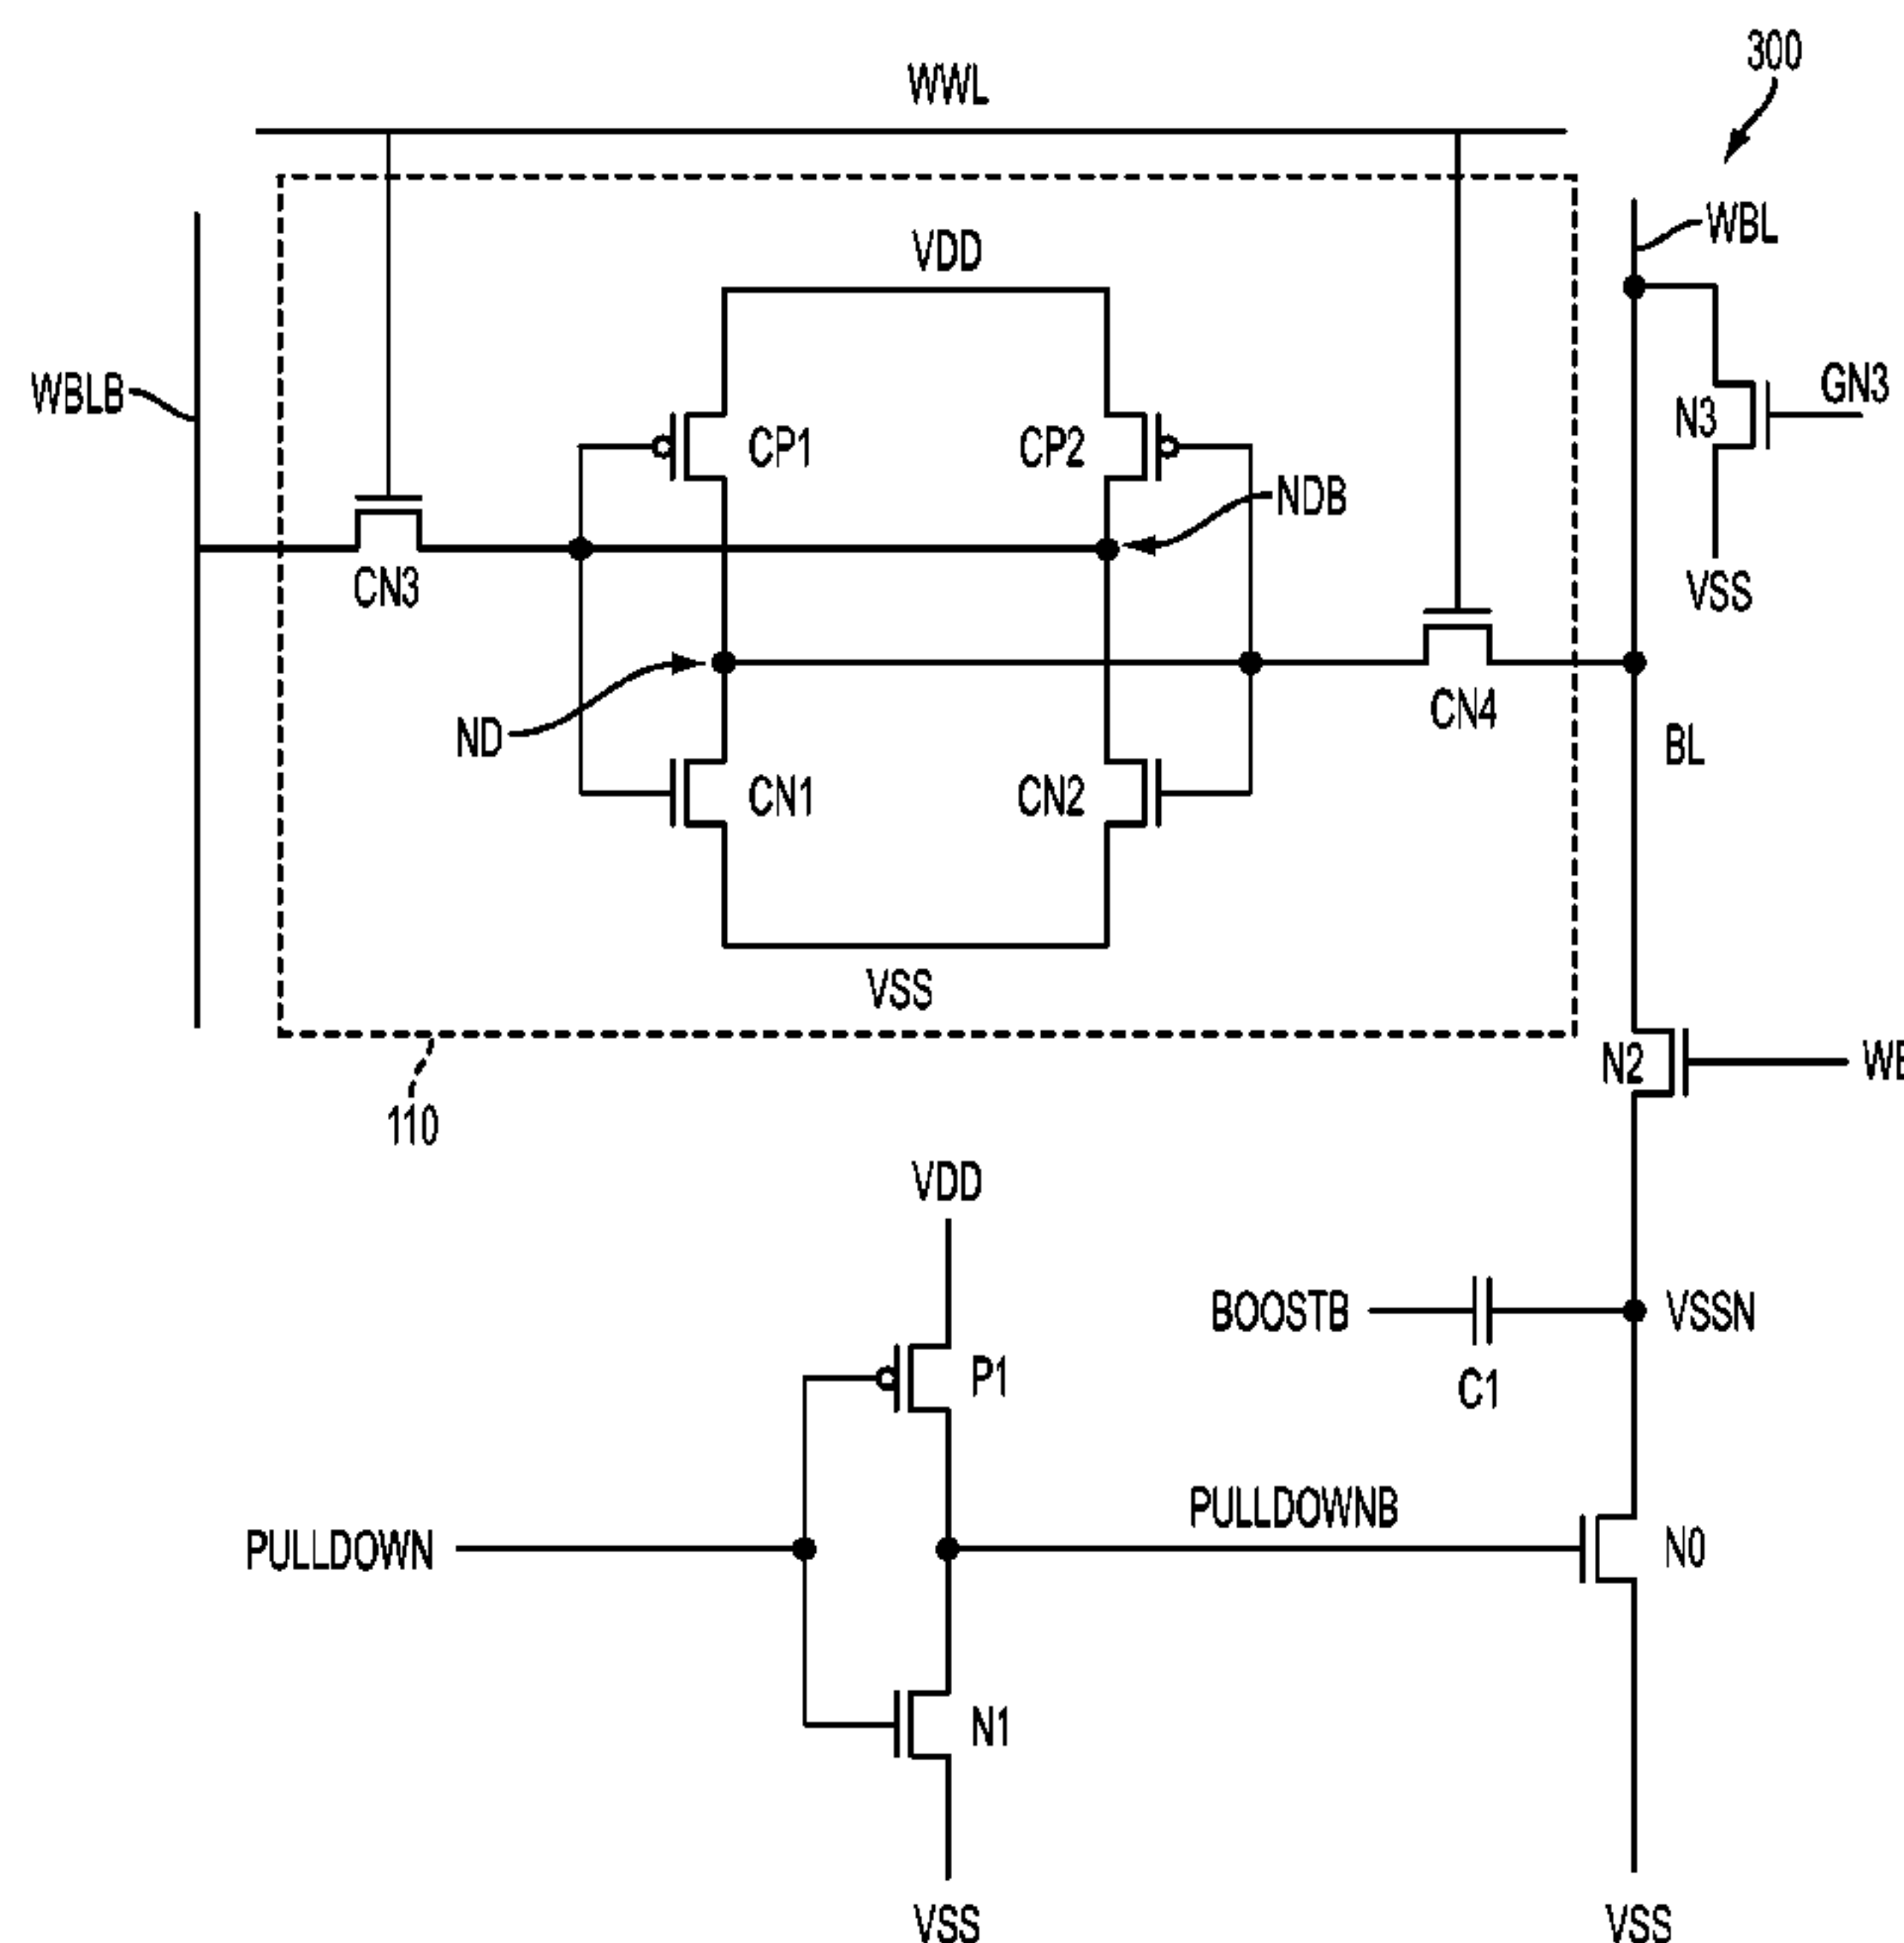 300
WWL
WBL
VDD
WBLB
GN3
N3
CP1
CP2
NDB
CN3
VSS
ND
CN4
BL
CN1
CN2
VSS
N2
110
VDD
BOOSTB
VSSN
P1
C1
PULLDOWNB
PULLDOWN
N0
N1
VSS
VSS